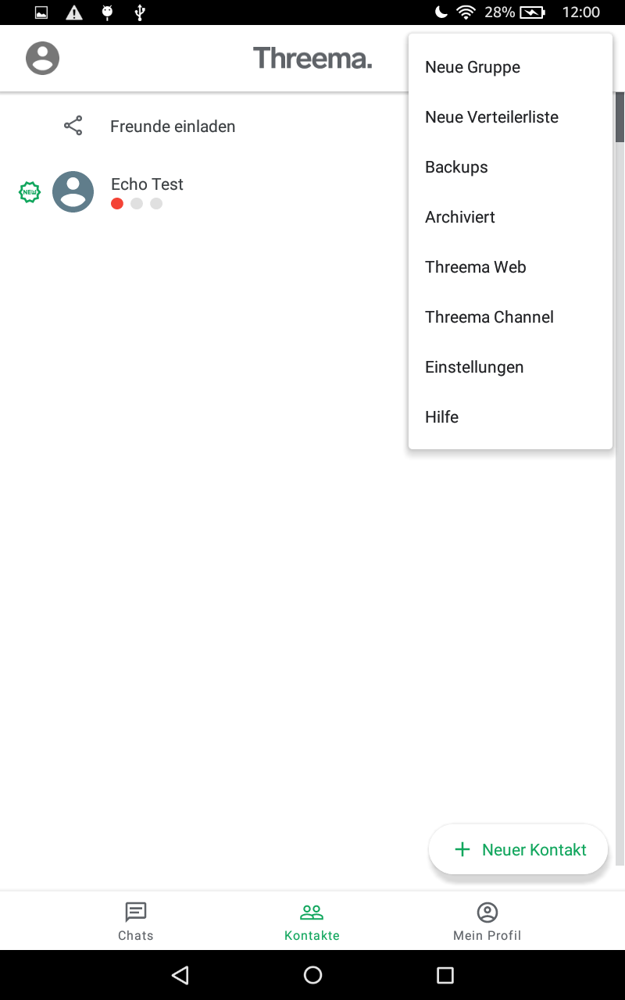 28% 12:00
Threema.
Neue Gruppe
Neue Verteilerliste
Backups
Archiviert
Threema Web
Threema Channel
Einstellungen
Hilfe
Freunde einladen
NEW
Echo Test
Neuer Kontakt
Chats
Kontakte
Mein Profil